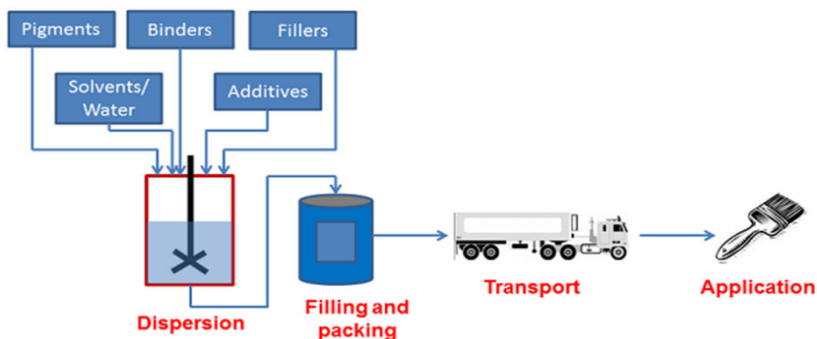 Pigments
Binders
Fillers
Solvents/
Water
Additives
Dispersion
Filling and
packing
Transport
Application